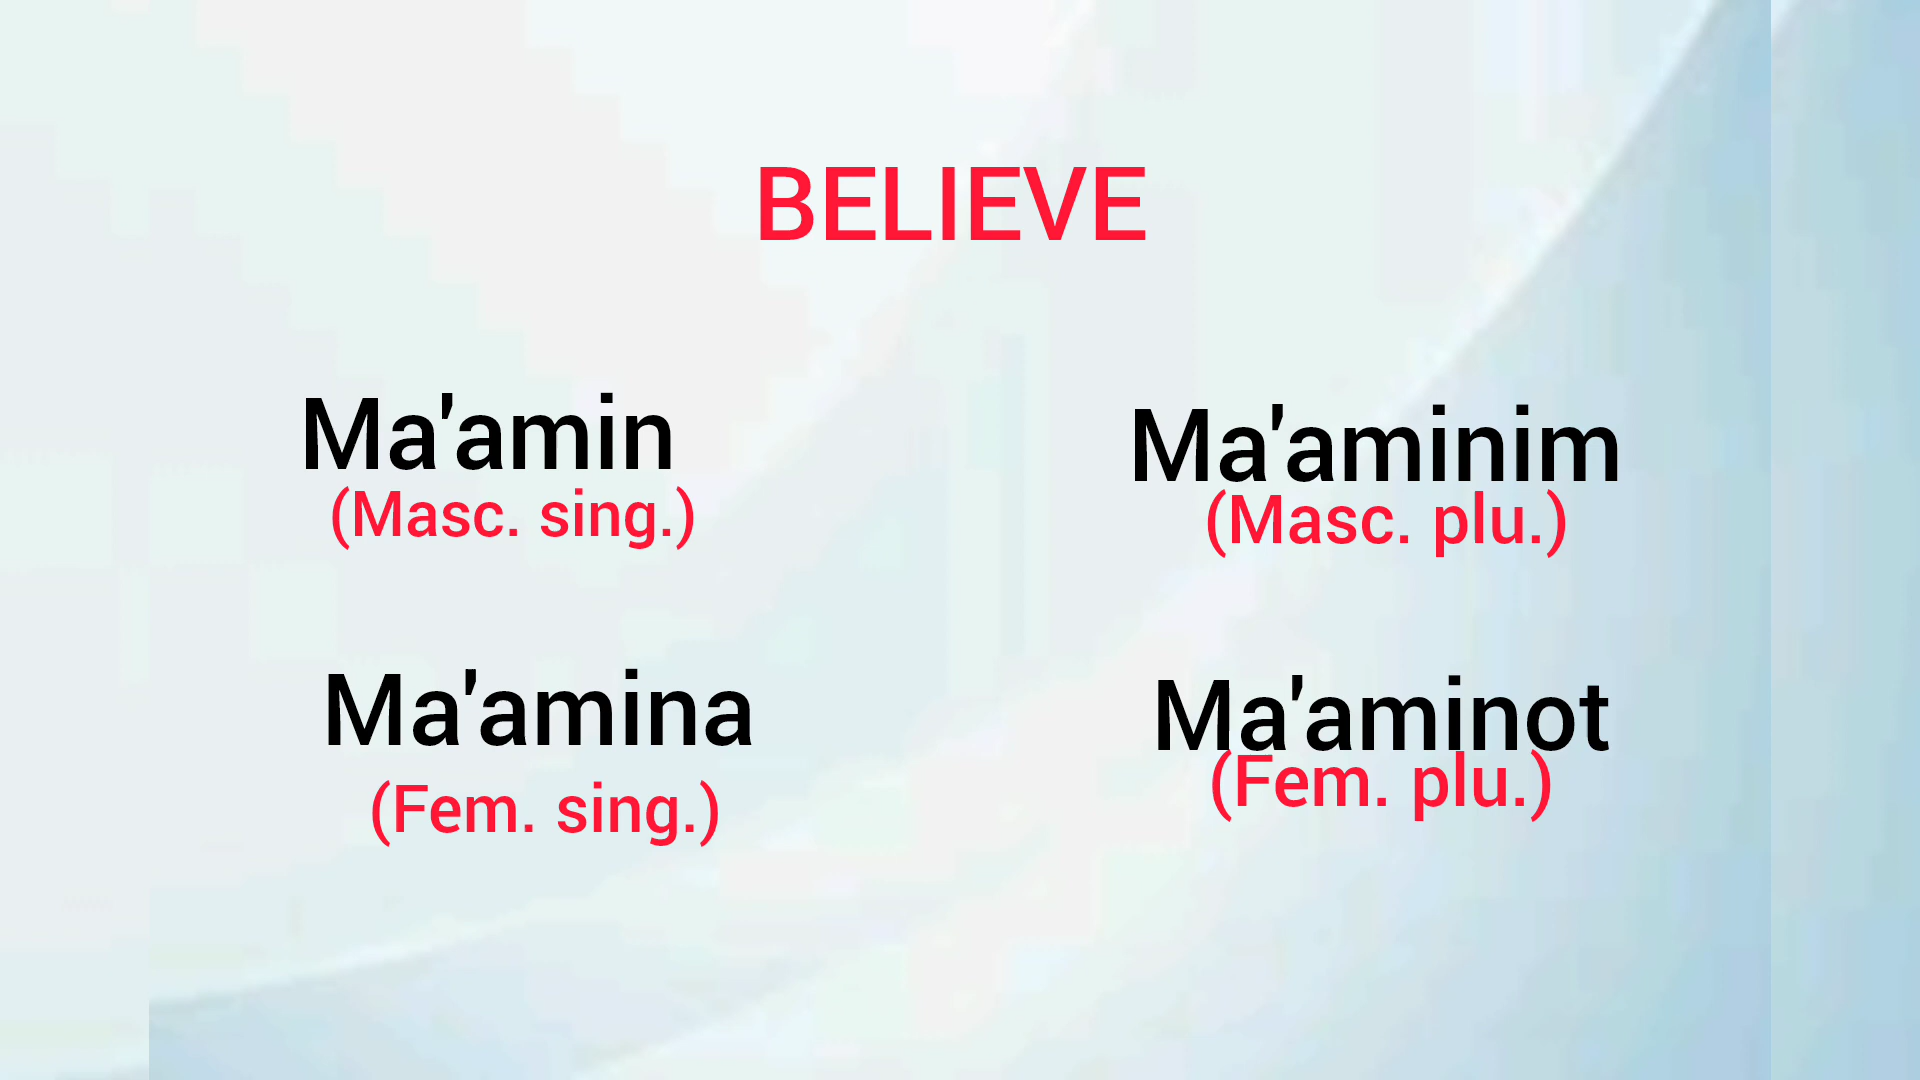 BELIEVE
Ma'amin
(Masc. sing.)
Ma'aminim
(Masc. plu.)
Ma'amina
(Fem. sing.)
Ma'aminot
(Fem. plu.)